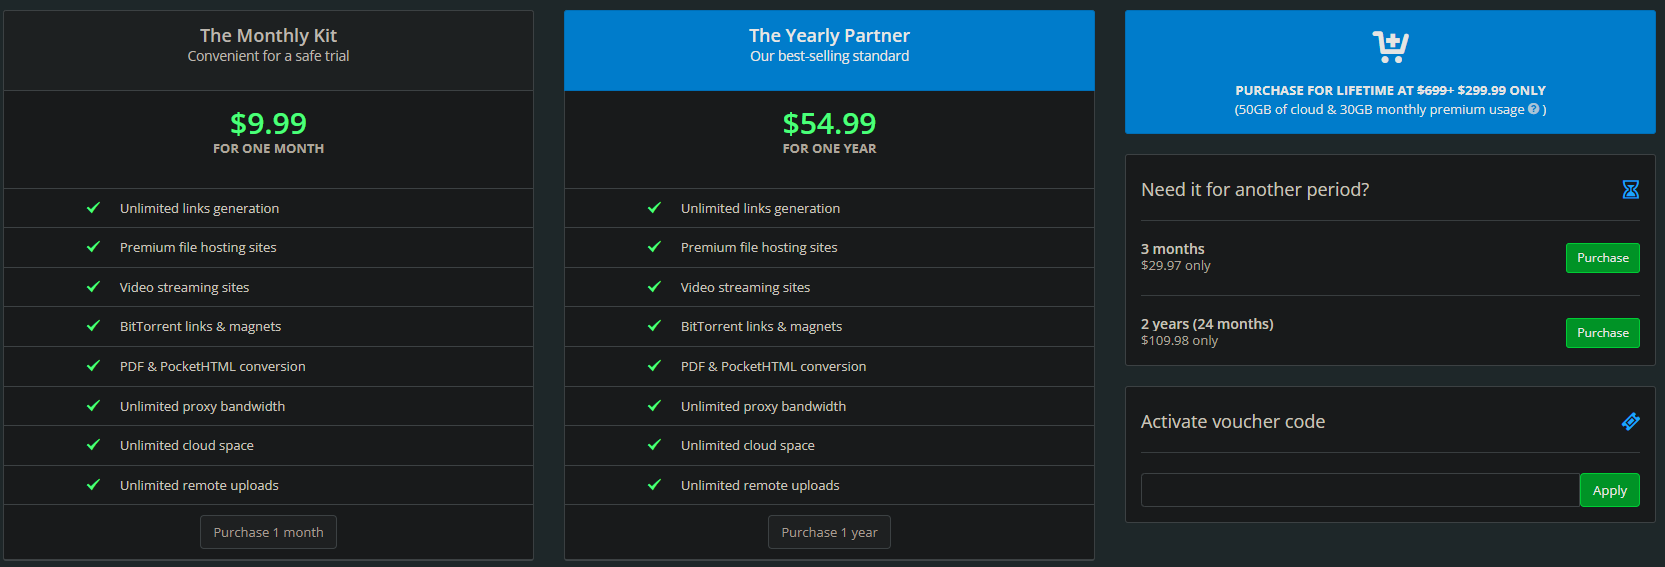 The Monthly Kit
Convenient for a safe trial
$9.99
FOR ONE MONTH
Unlimited links generation
Premium file hosting sites
Video streaming sites
BitTorrent links & magnets
PDF & PocketHTML conversion
Unlimited proxy bandwidth
Unlimited cloud space
Unlimited remote uploads
Purchase 1 month
The Yearly Partner
Our best-selling standard
$54.99
FOR ONE YEAR
Unlimited links generation
Premium file hosting sites
Video streaming sites
BitTorrent links & magnets
PDF & PocketHTML conversion
Unlimited proxy bandwidth
Unlimited cloud space
Unlimited remote uploads
Purchase 1 year
PURCHASE FOR LIFETIME AT $699+ $299.99 ONLY
(50GB of cloud & 30GB monthly premium usage ? )
Need it for another period?
3 months
$29.97 only
Purchase
2 years (24 months)
$109.98 only
Purchase
Activate voucher code
Apply